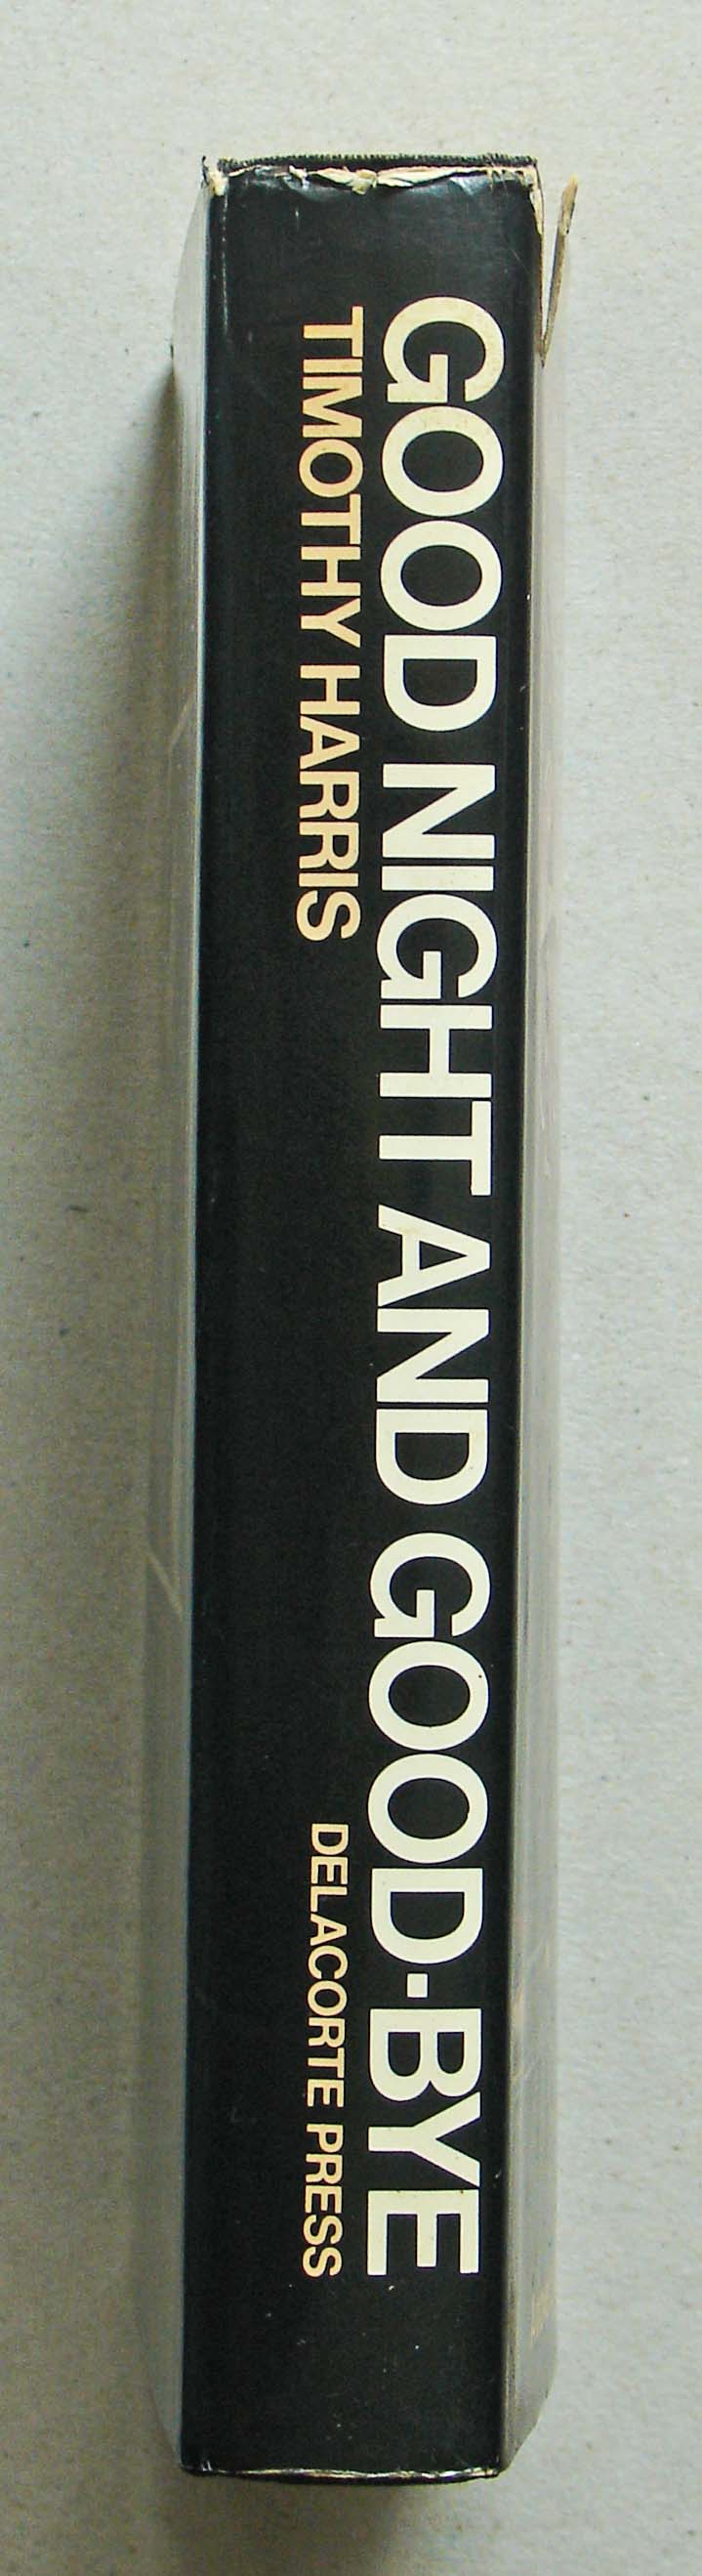 GOOD NIGHT AND GOOD-BYE
TIMOTHY HARRIS
DELACORTE PRESS